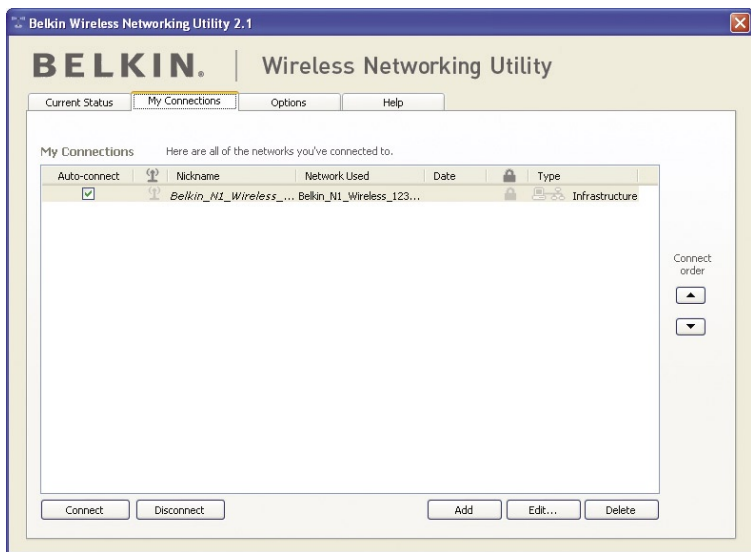 Belkin Wireless Networking Utility 2.1
BELKIN. | Wireless Networking Utility
Current Status My Connections Options Help
My Connections Here are all of the networks you've connected to.
Auto-connect Nickname Network Used Date Type
Belkin_N1_Wireless_... Belkin_N1_Wireless_123... Infrastructure
Connect
order
Connect Disconnect Add Edit... Delete